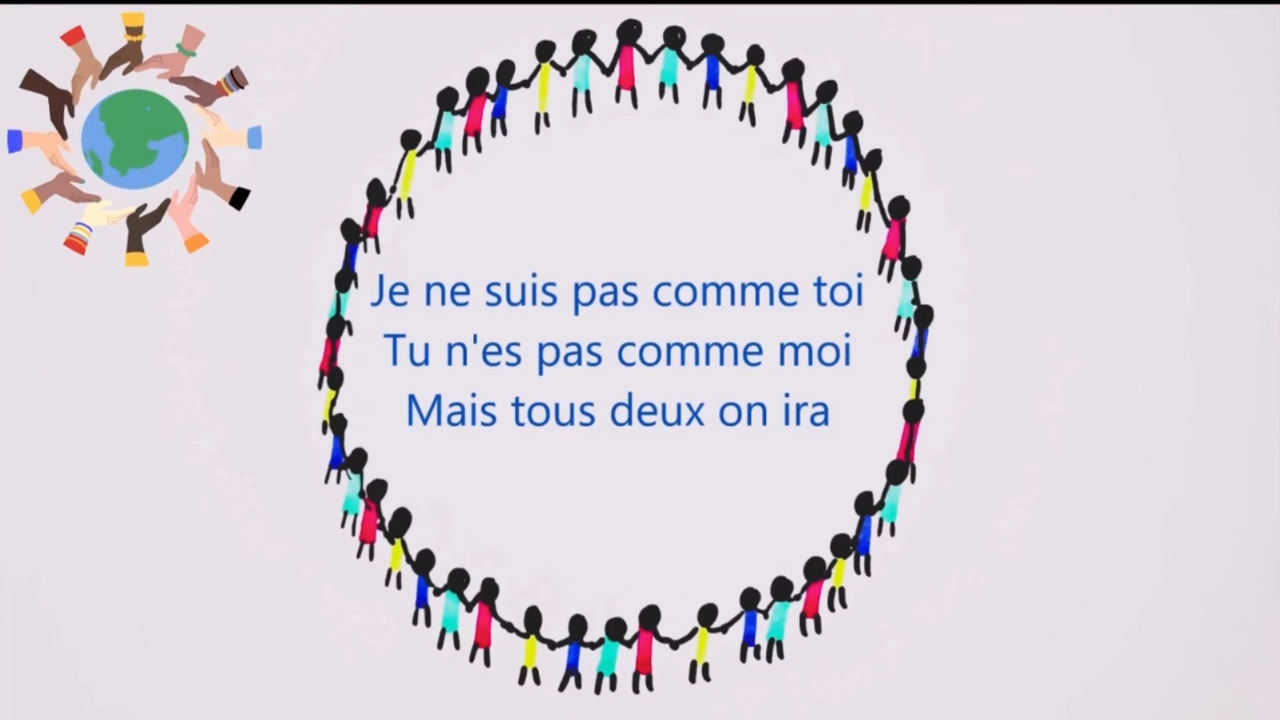 Je ne suis pas comme toi
Tu n'es pas comme moi
Mais tous deux on ira